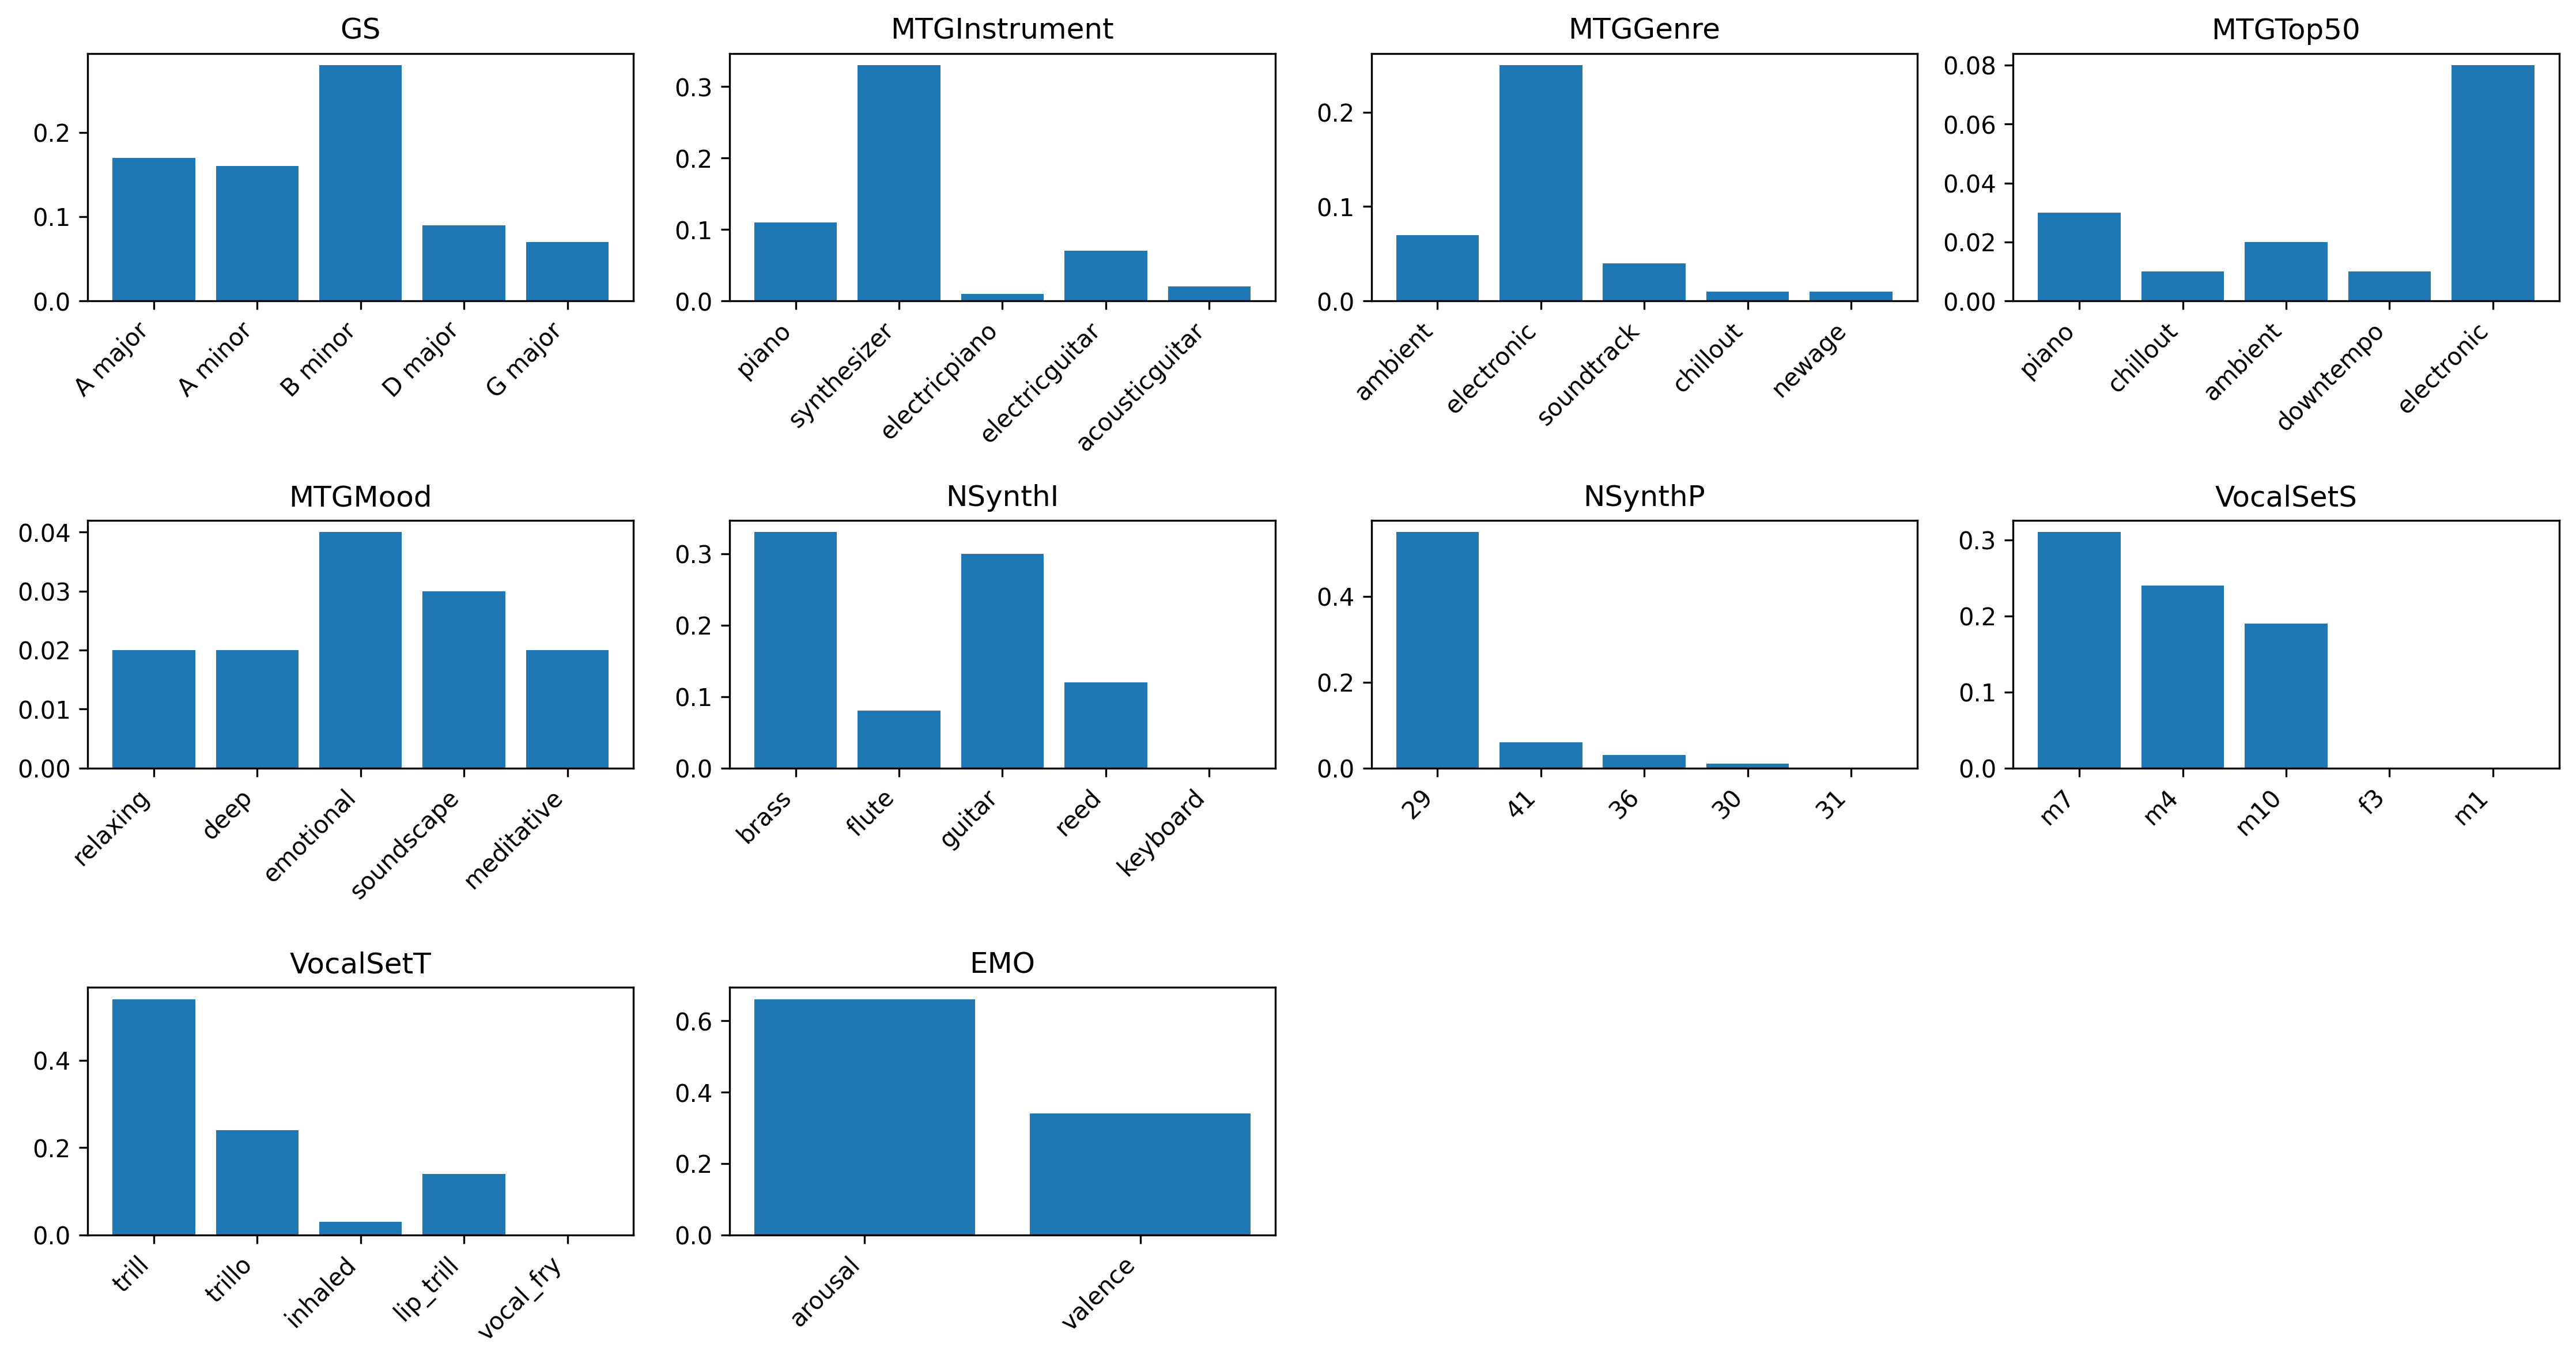 GS
0.2
0.1
0.0
A major
A minor
B minor
D major
G major
MTGInstrument
0.3
0.2
0.1
0.0
piano
synthesizer
electricpiano
electricguitar
acousticguitar
MTGGenre
0.2
0.1
0.0
ambient
electronic
soundtrack
chillout
newage
MTGTop50
0.08
0.06
0.04
0.02
0.00
piano
chillout
ambient
downtempo
electronic
MTGMood
0.04
0.03
0.02
0.01
0.00
relaxing
deep
emotional
soundscape
meditative
NSynthI
0.3
0.2
0.1
0.0
brass
flute
guitar
reed
keyboard
NSynthP
0.4
0.2
0.0
29
41
36
30
31
VocalSetS
0.3
0.2
0.1
0.0
m7
m4
m10
f3
m1
VocalSetT
0.4
0.2
0.0
trill
trillo
inhaled
lip_trill
vocal_fry
EMO
0.6
0.4
0.2
0.0
arousal
valence